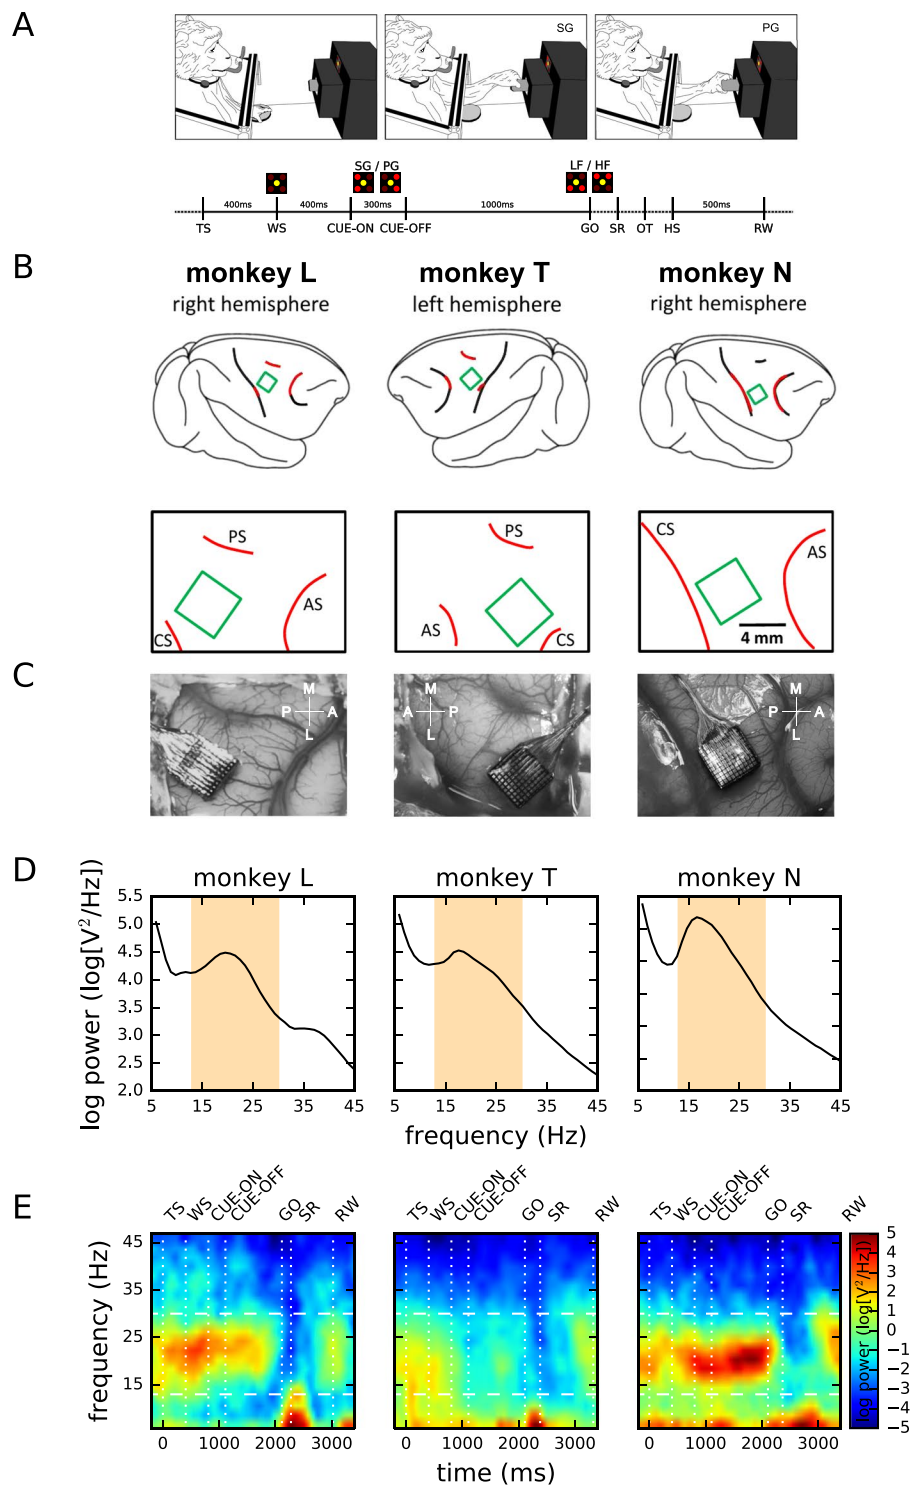 A
SG
PG
SG / PG
LF / HF
400ms
400ms
300ms
1000ms
500ms
TS
WS
CUE-ON
CUE-OFF
GO
SR
OT
HS
RW
B
monkey L
monkey T
monkey N
right hemisphere
left hemisphere
right hemisphere
PS
AS
CS
PS
AS
CS
CS
AS
4 mm
C
M
P
A
L
M
A
P
L
M
P
A
L
D
monkey L
monkey T
monkey N
log power (log[V²/Hz])
5.5
5.0
4.5
4.0
3.5
3.0
2.5
2.0
5 15 25 35 45
5 15 25 35 45
5 15 25 35 45
frequency (Hz)
E
TS WS CUE-ON CUE-OFF GO SR RW
TS WS CUE-ON CUE-OFF GO SR RW
TS WS CUE-ON CUE-OFF GO SR RW
frequency (Hz)
45
35
25
15
0 1000 2000 3000
0 1000 2000 3000
0 1000 2000 3000
time (ms)
log power (log[V²/Hz])
5
4
3
2
1
0
−1
−2
−3
−4
−5